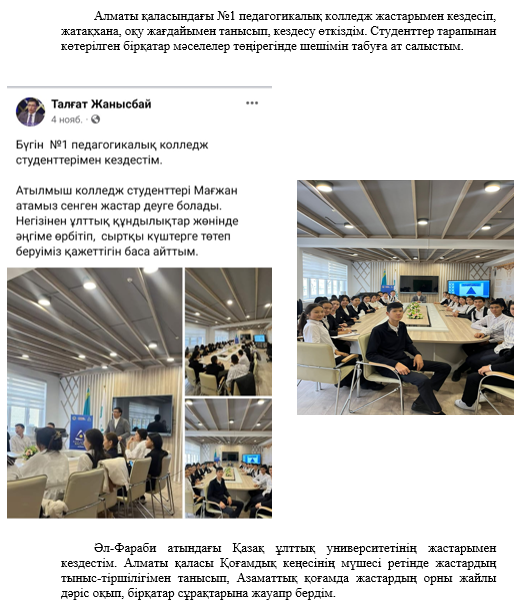 Алматы қаласындағы №1 педагогикалық колледж жастарымен кездесіп,
жатақхана, оқу жағдайымен танысып, кездесу өткіздім. Студенттер тарапынан
көтерілген бірқатар мәселелер төңірегінде шешімін табуға ат салыстым.
Талғат Жанысбай
4 нояб.
Бүгін №1 педагогикалық колледж
студенттерімен кездестім.
Атылмыш колледж студенттері Мағжан
атамыз сенген жастар деуге болады.
Негізінен ұлттық құндылықтар жөнінде
әңгіме өрбітіп, сыртқы күштерге төтеп
беруіміз қажеттігін баса айттым.
Әл-Фараби атындағы Қазақ ұлттық университетінің жастарымен
кездестім. Алматы қаласы Қоғамдық кеңесінің мүшесі ретінде жастардың
тыныс-тіршілігімен танысып, Азаматтық қоғамда жастардың орны жайлы
дәріс оқып, бірқатар сұрақтарына жауапр бердім.